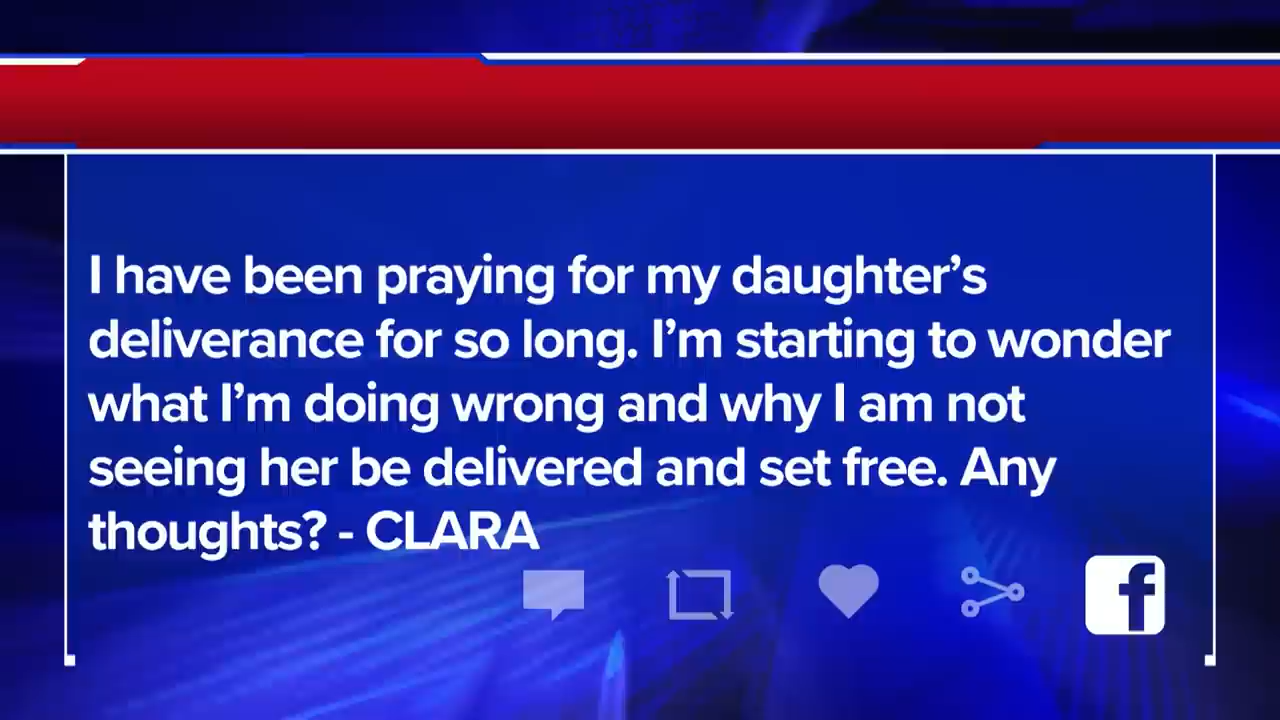 I have been praying for my daughter’s
deliverance for so long. I’m starting to wonder
what I’m doing wrong and why I am not
seeing her be delivered and set free. Any
thoughts? - CLARA
f